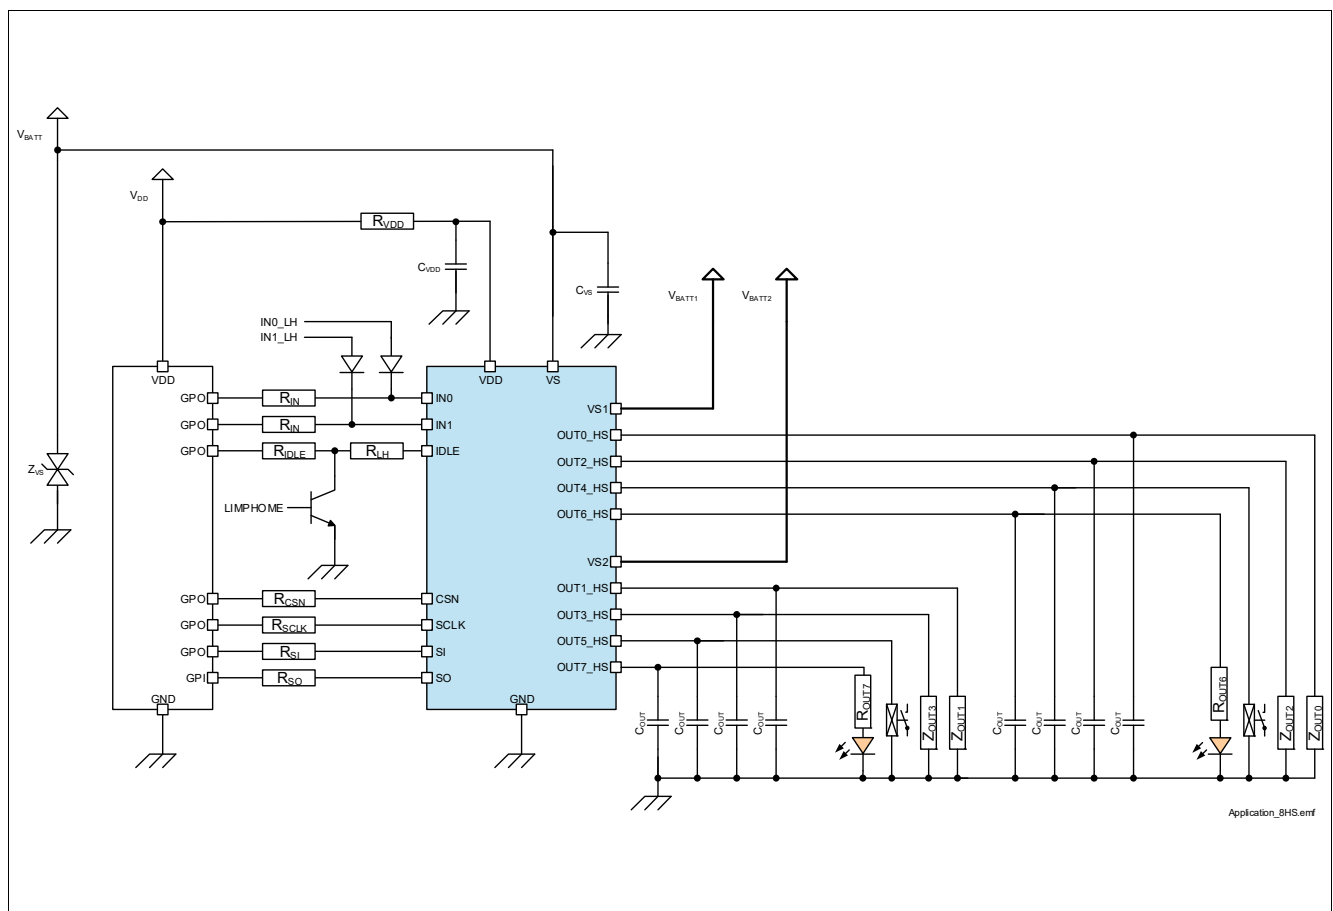 VBATT
VDD
RVDD
CVDD
CVS
VBATT1
VBATT2
IN0_LH
IN1_LH
VDD
VDD
VS
GPO
RIN
IN0
VS1
GPO
RIN
IN1
OUT0_HS
GPO
RIDLE
RLH
IDLE
OUT2_HS
ZVS
OUT4_HS
LIMPHOME
OUT6_HS
VS2
OUT1_HS
GPO
RCSN
CSN
OUT3_HS
GPO
RSCLK
SCLK
OUT5_HS
GPO
RSI
SI
OUT7_HS
GPI
RSO
SO
GND
GND
COUT
COUT
COUT
COUT
ROUT7
ZOUT3
ZOUT1
COUT
COUT
COUT
COUT
ROUT6
ZOUT2
ZOUT0
Application_8HS.emf